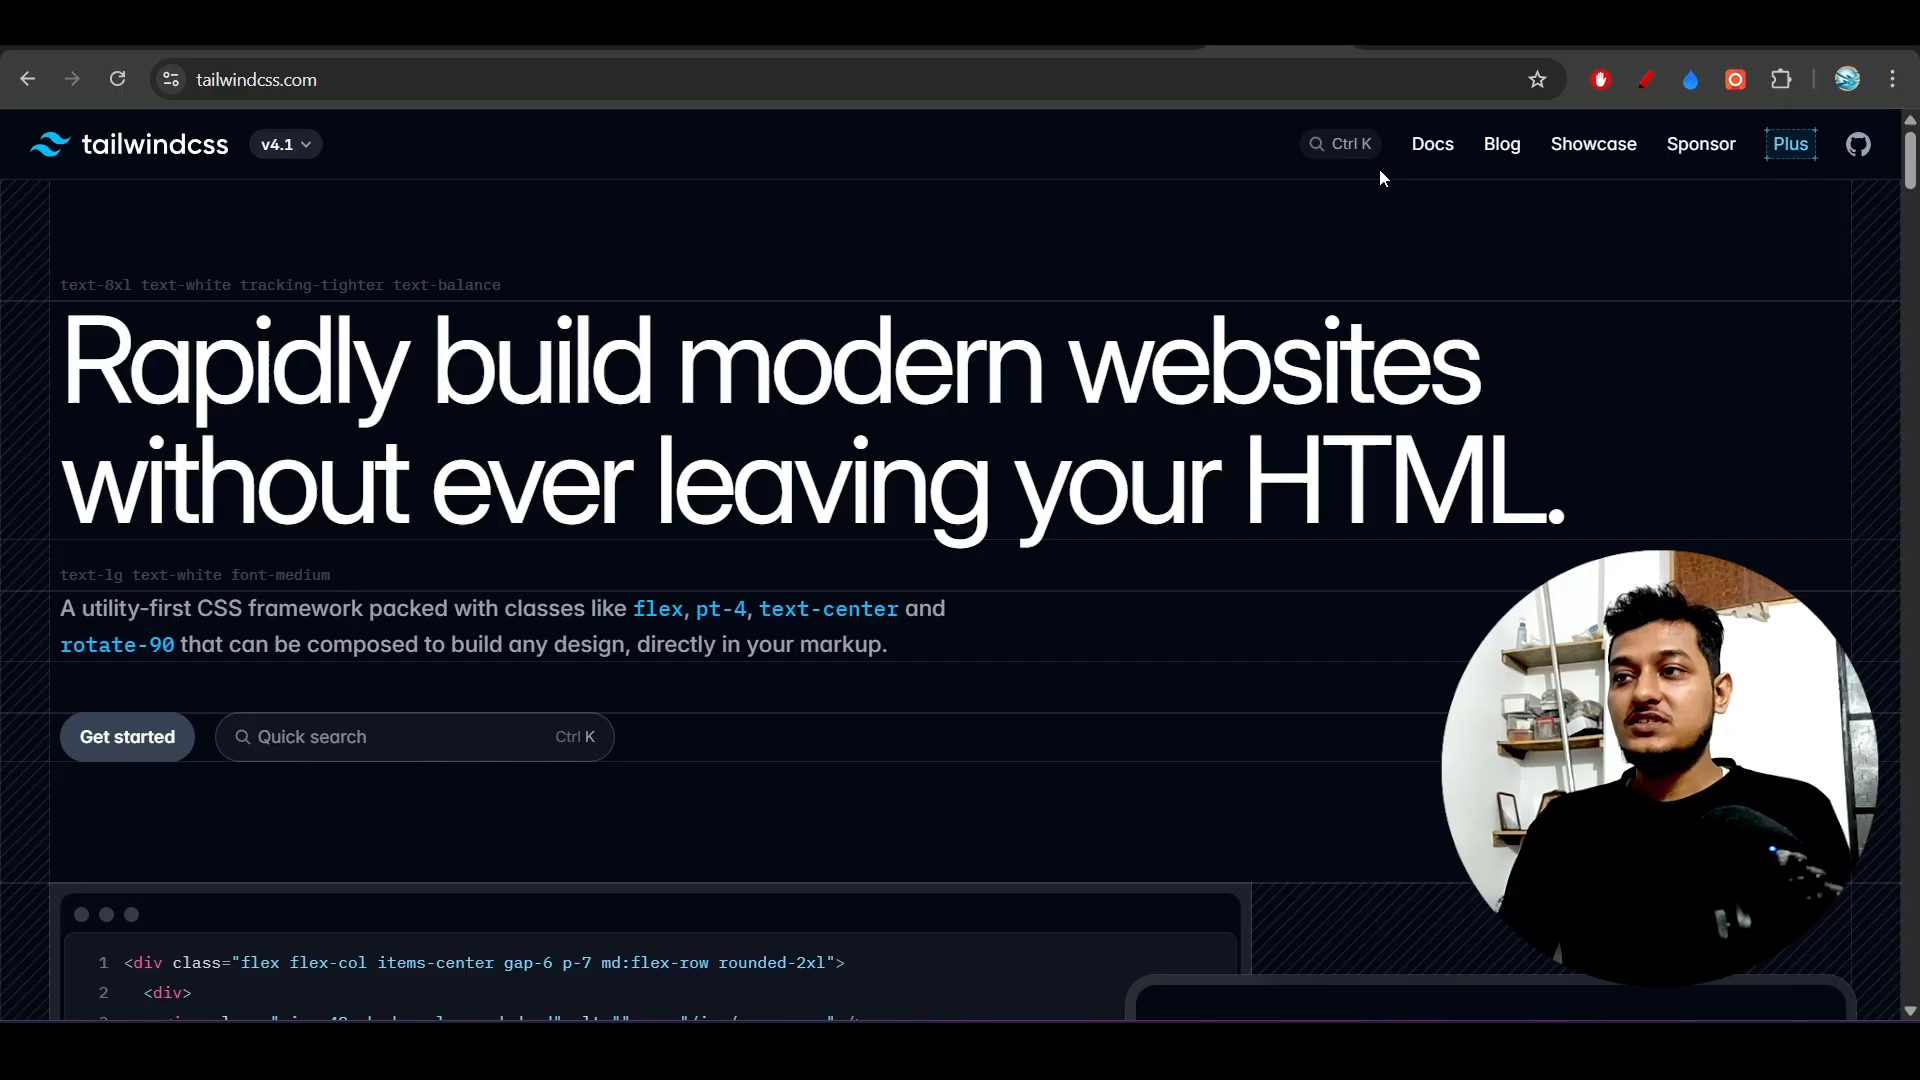 tailwindcss.com
tailwindcss v4.1 Ctrl K Docs Blog Showcase Sponsor Plus
text-8xl text-white tracking-tighter text-balance
Rapidly build modern websites
without ever leaving your HTML.
text-lg text-white font-medium
A utility-first CSS framework packed with classes like flex, pt-4, text-center and
rotate-90 that can be composed to build any design, directly in your markup.
Get started Quick search Ctrl K
1 <div class="flex flex-col items-center gap-6 p-7 md:flex-row rounded-2xl">
2 <div>